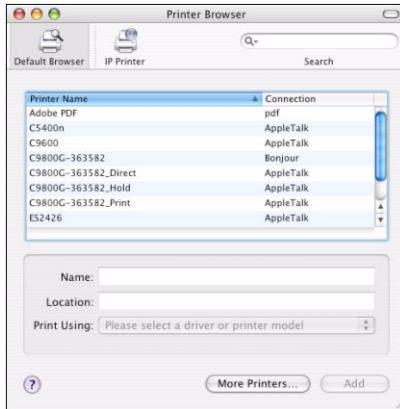 Printer Browser
Default Browser
IP Printer
Search
Printer Name Connection
Adobe PDF pdf
C5400n AppleTalk
C9600 AppleTalk
C9800G-363582 Bonjour
C9800G-363582_Direct AppleTalk
C9800G-363582_Hold AppleTalk
C9800G-363582_Print AppleTalk
ES2426 AppleTalk
Name:
Location:
Print Using: Please select a driver or printer model
? More Printers... Add